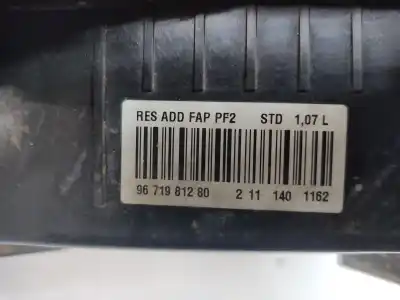 RES ADD FAP PF2 STD 1,07 L
96 719 812 80 2 11 140 1162